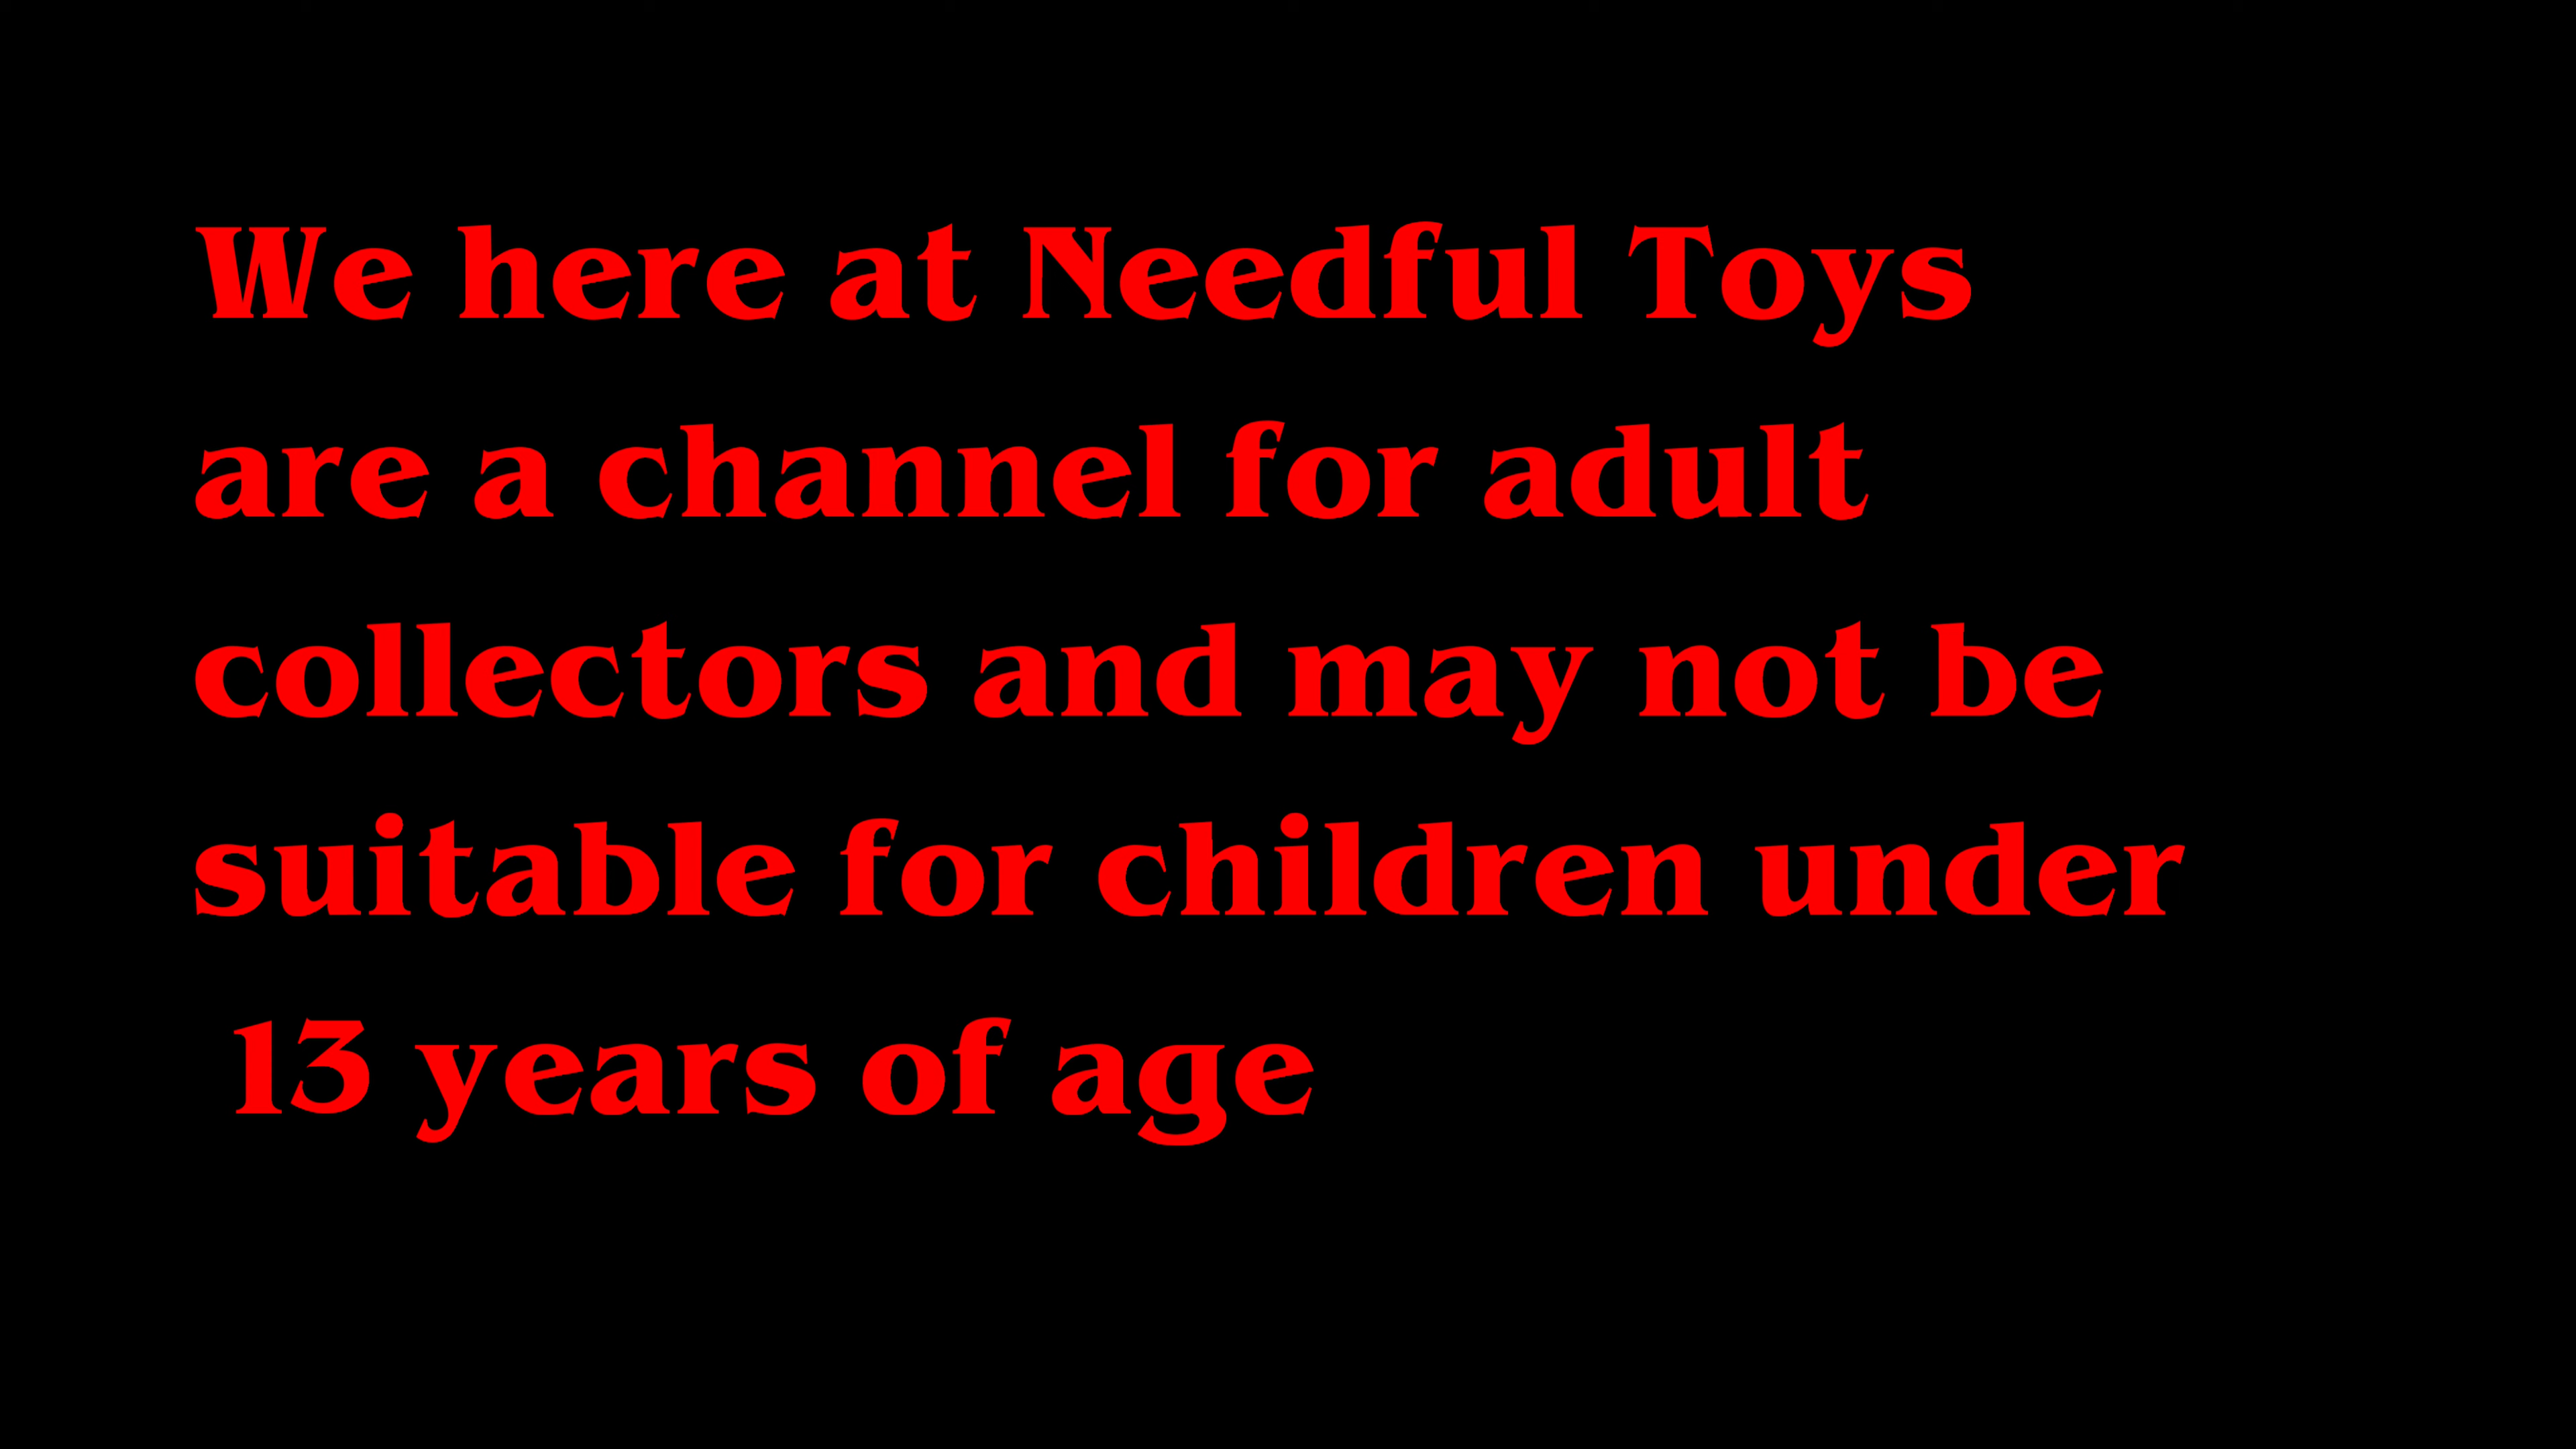 We here at Needful Toys
are a channel for adult
collectors and may not be
suitable for children under
13 years of age